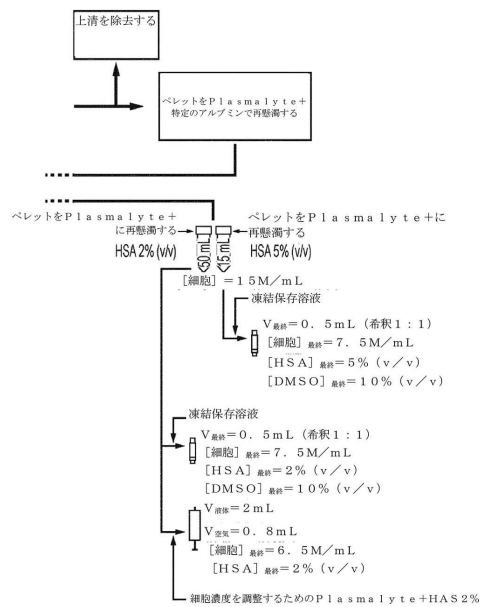 上清を除去する
ペレットをPlasmalyte+
特定のアルブミンで再懸濁する
ペレットをPlasmalyte+
に再懸濁する
HSA 2% (v/v)
50 mL
15 mL
ペレットをPlasmalyte+に
再懸濁する
HSA 5% (v/v)
[細胞]=15M/mL
凍結保存溶液
V最終=0.5mL(希釈1:1)
[細胞]最終=7.5M/mL
[HSA]最終=5%(v/v)
[DMSO]最終=10%(v/v)
凍結保存溶液
V最終=0.5mL(希釈1:1)
[細胞]最終=7.5M/mL
[HSA]最終=2%(v/v)
[DMSO]最終=10%(v/v)
V液体=2mL
V空気=0.8mL
[細胞]最終=6.5M/mL
[HSA]最終=2%(v/v)
細胞濃度を調整するためのPlasmalyte+HAS2%